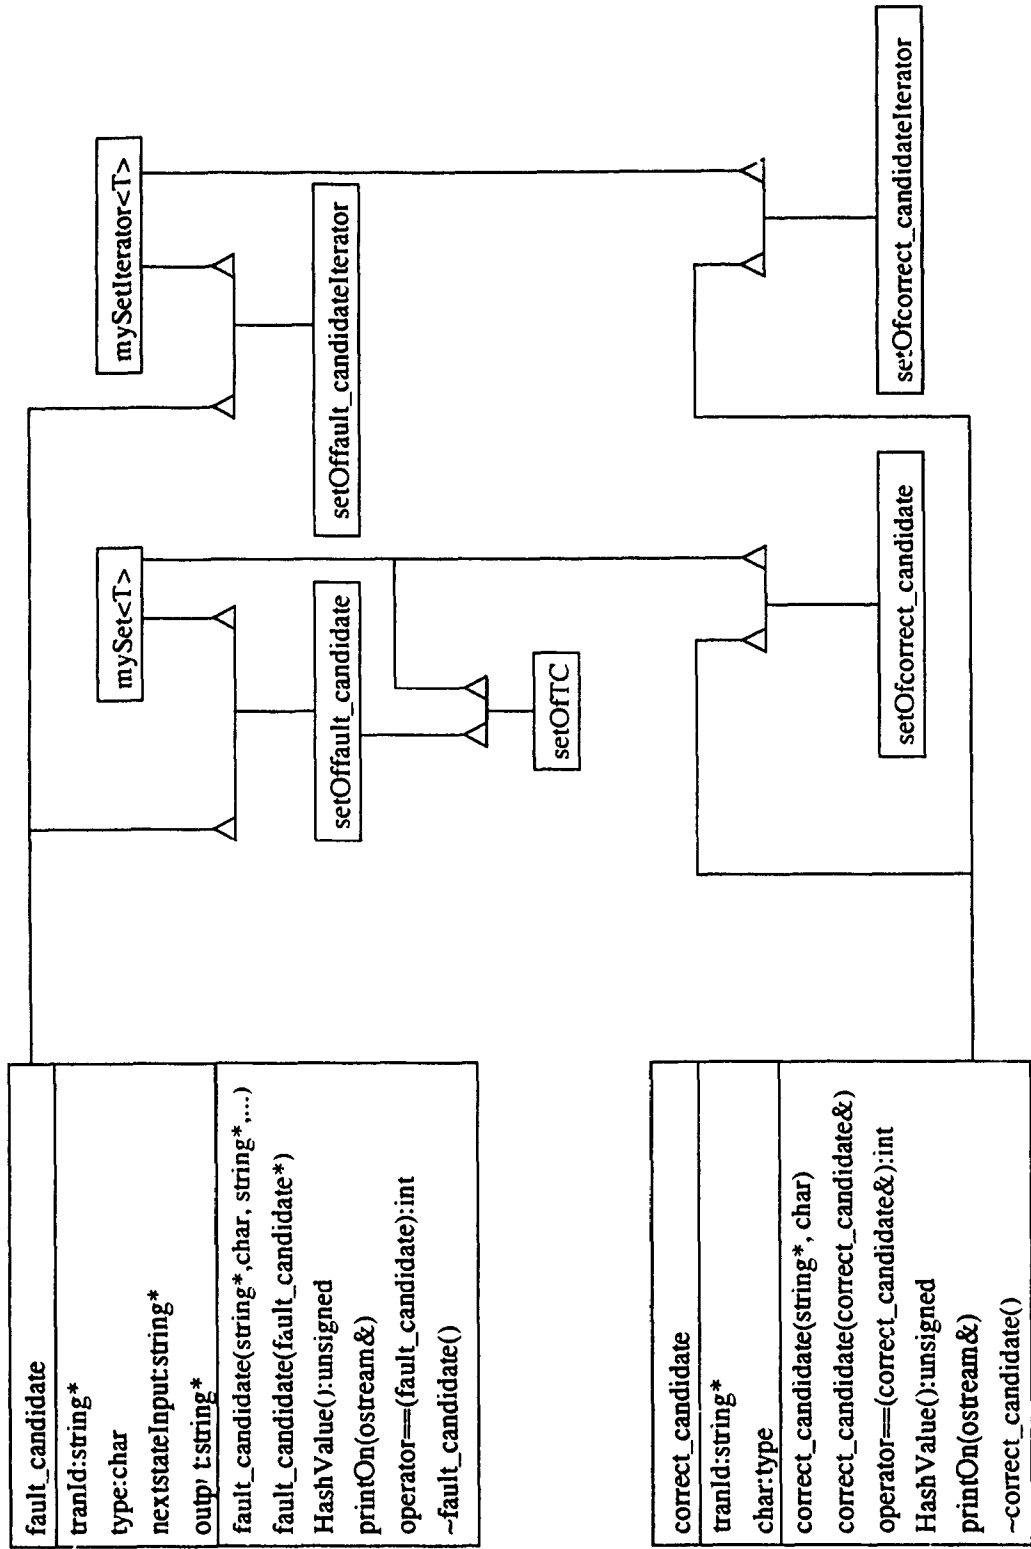 fault_candidate
tranId:string*
type:char
nextstateInput:string*
t:string*
fault_candidate(string*,char, string*,...)
fault_candidate(fault_candidate*)
HashValue():unsigned
printOn(ostream&)
operator==(fault_candidate):int
~fault_candidate()
mySet<T>
mySetIterator<T>
setOffault_candidate
setOffault_candidateIterator
setOfTC
correct_candidate
tranId:string*
char:type
correct_candidate(string*, char)
correct_candidate(correct_candidate&)
operator==(correct_candidate&):int
HashValue():unsigned
printOn(ostream&)
~correct_candidate()
setOfcorrect_candidate
setOfcorrect_candidateIterator